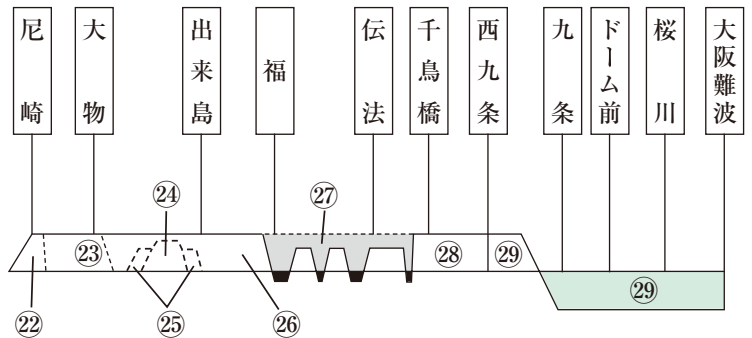 尼崎
大物
出来島
福
伝法
千鳥橋
西九条
九条
ドーム前
桜川
大阪難波
㉔
㉗
㉓
㉘
㉙
㉙
㉒
㉕
㉖